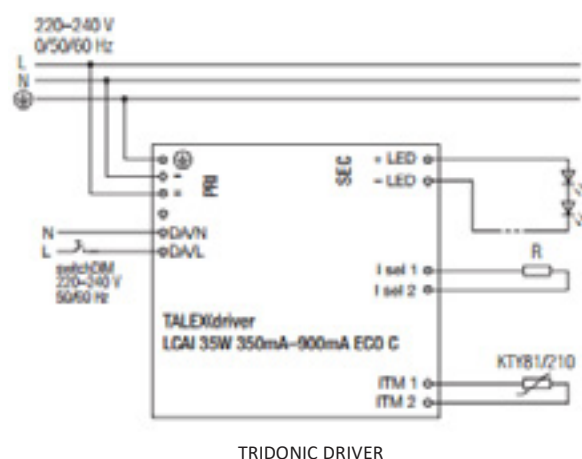 220–240 V
0/50/60 Hz
L
N
+ LED
– LED
PRI
SEC
N
L
DA/N
DA/L
switchDIM
220–240 V
50/60 Hz
R
I sel 1
I sel 2
TALEXXdriver
LCAI 35W 350mA–900mA ECO C
KTY81/210
ITM 1
ITM 2
TRIDONIC DRIVER